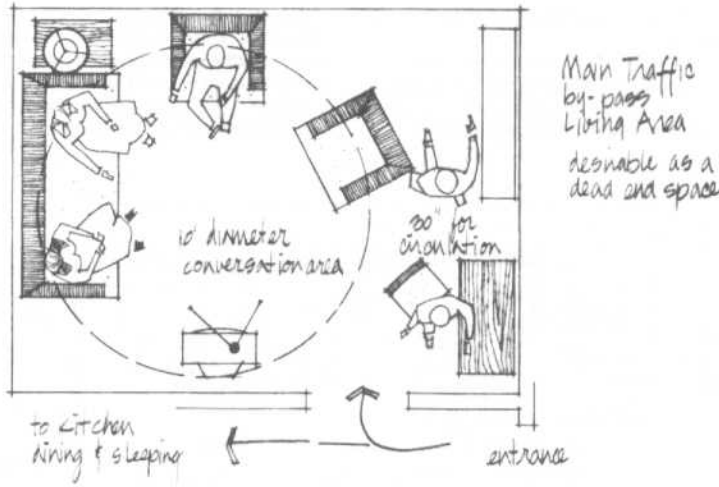 Main Traffic
by-pass
Living Area
desirable as a
dead end space
30" for
circulation
10' diameter
conversation area
to kitchen
dining & sleeping
entrance